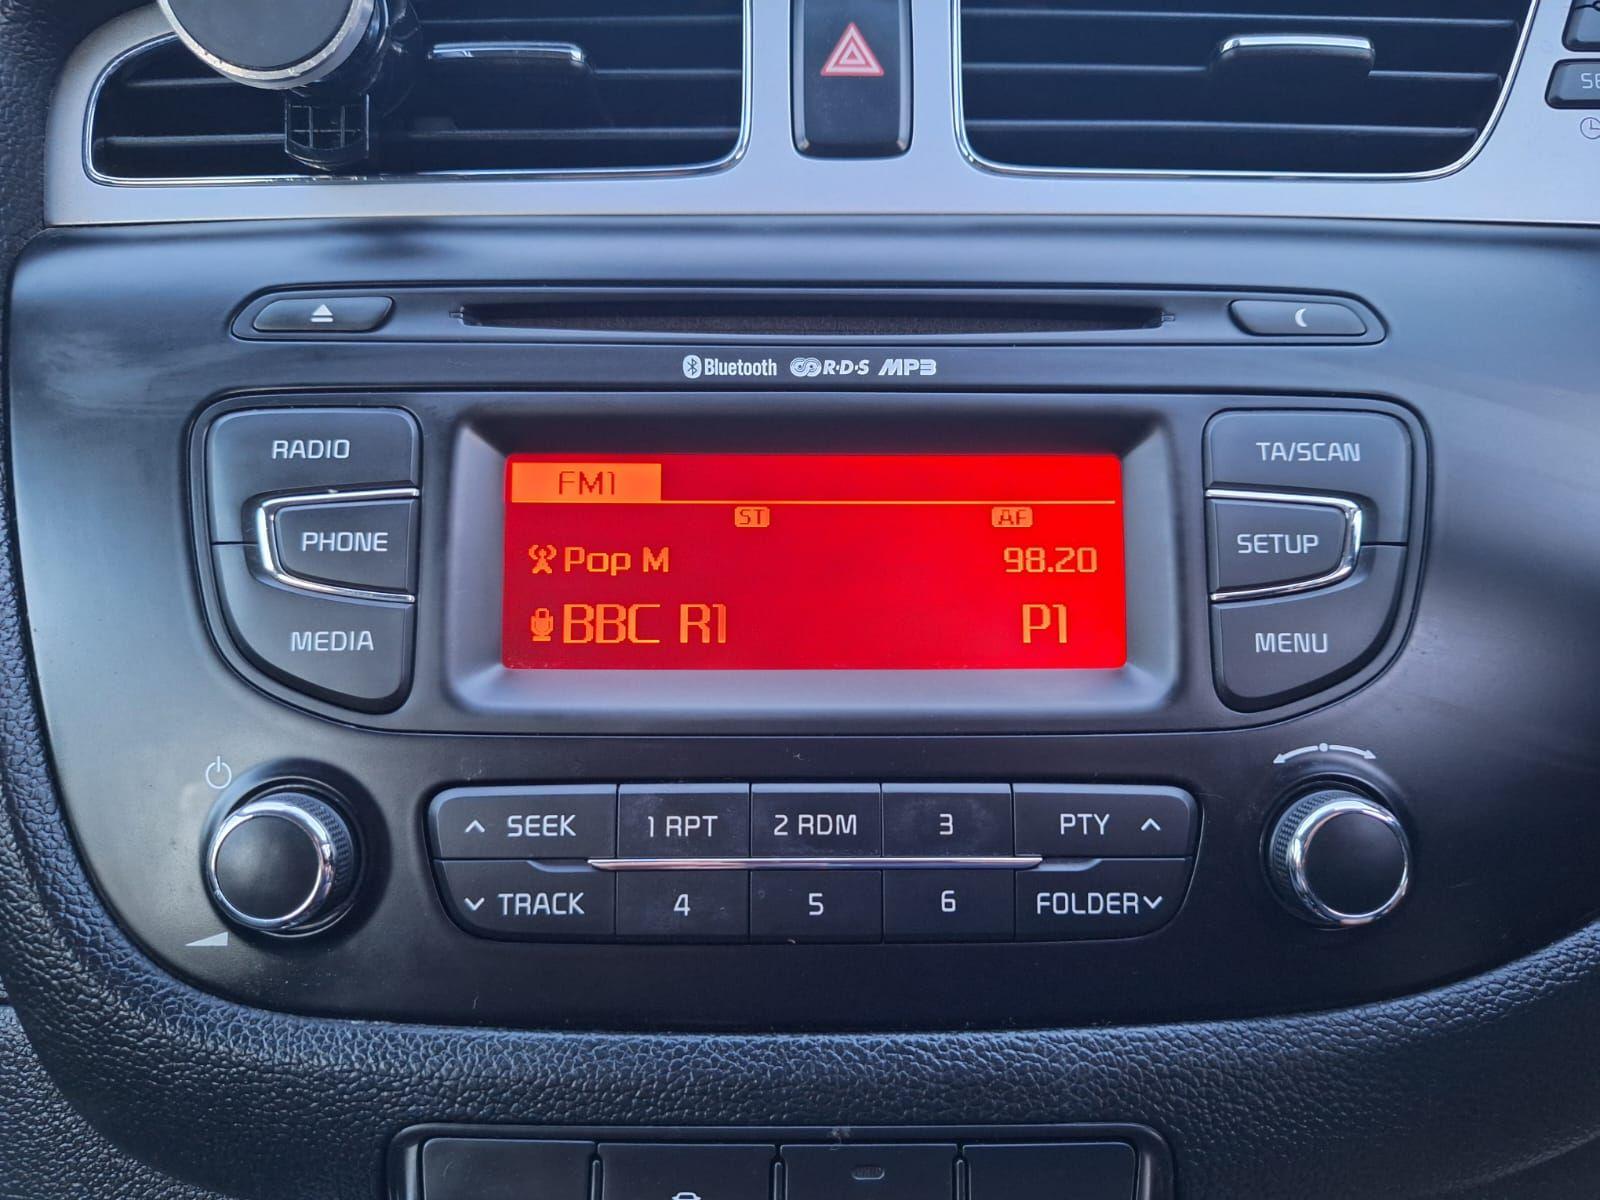 SE
Bluetooth R·D·S MP3
RADIO
PHONE
MEDIA
FM1
ST AF
Pop M 98.20
BBC R1 P1
TA/SCAN
SETUP
MENU
SEEK 1 RPT 2 RDM 3 PTY
TRACK 4 5 6 FOLDER